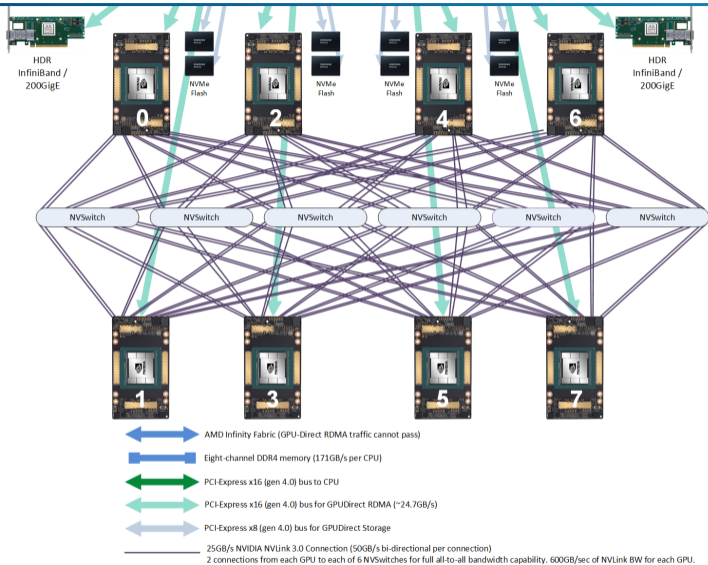 HDR
InfiniBand /
200GigE
NVMe
Flash
NVMe
Flash
NVMe
Flash
NVMe
Flash
HDR
InfiniBand /
200GigE
0
2
4
6
NVSwitch
NVSwitch
NVSwitch
NVSwitch
NVSwitch
NVSwitch
1
3
5
7
AMD Infinity Fabric (GPU-Direct RDMA traffic cannot pass)
Eight-channel DDR4 memory (171GB/s per CPU)
PCI-Express x16 (gen 4.0) bus to CPU
PCI-Express x16 (gen 4.0) bus for GPUDirect RDMA (~24.7GB/s)
PCI-Express x8 (gen 4.0) bus for GPUDirect Storage
25GB/s NVIDIA NVLink 3.0 Connection (50GB/s bi-directional per connection)
2 connections from each GPU to each of 6 NVSwitches for full all-to-all bandwidth capability. 600GB/sec of NVLink BW for each GPU.